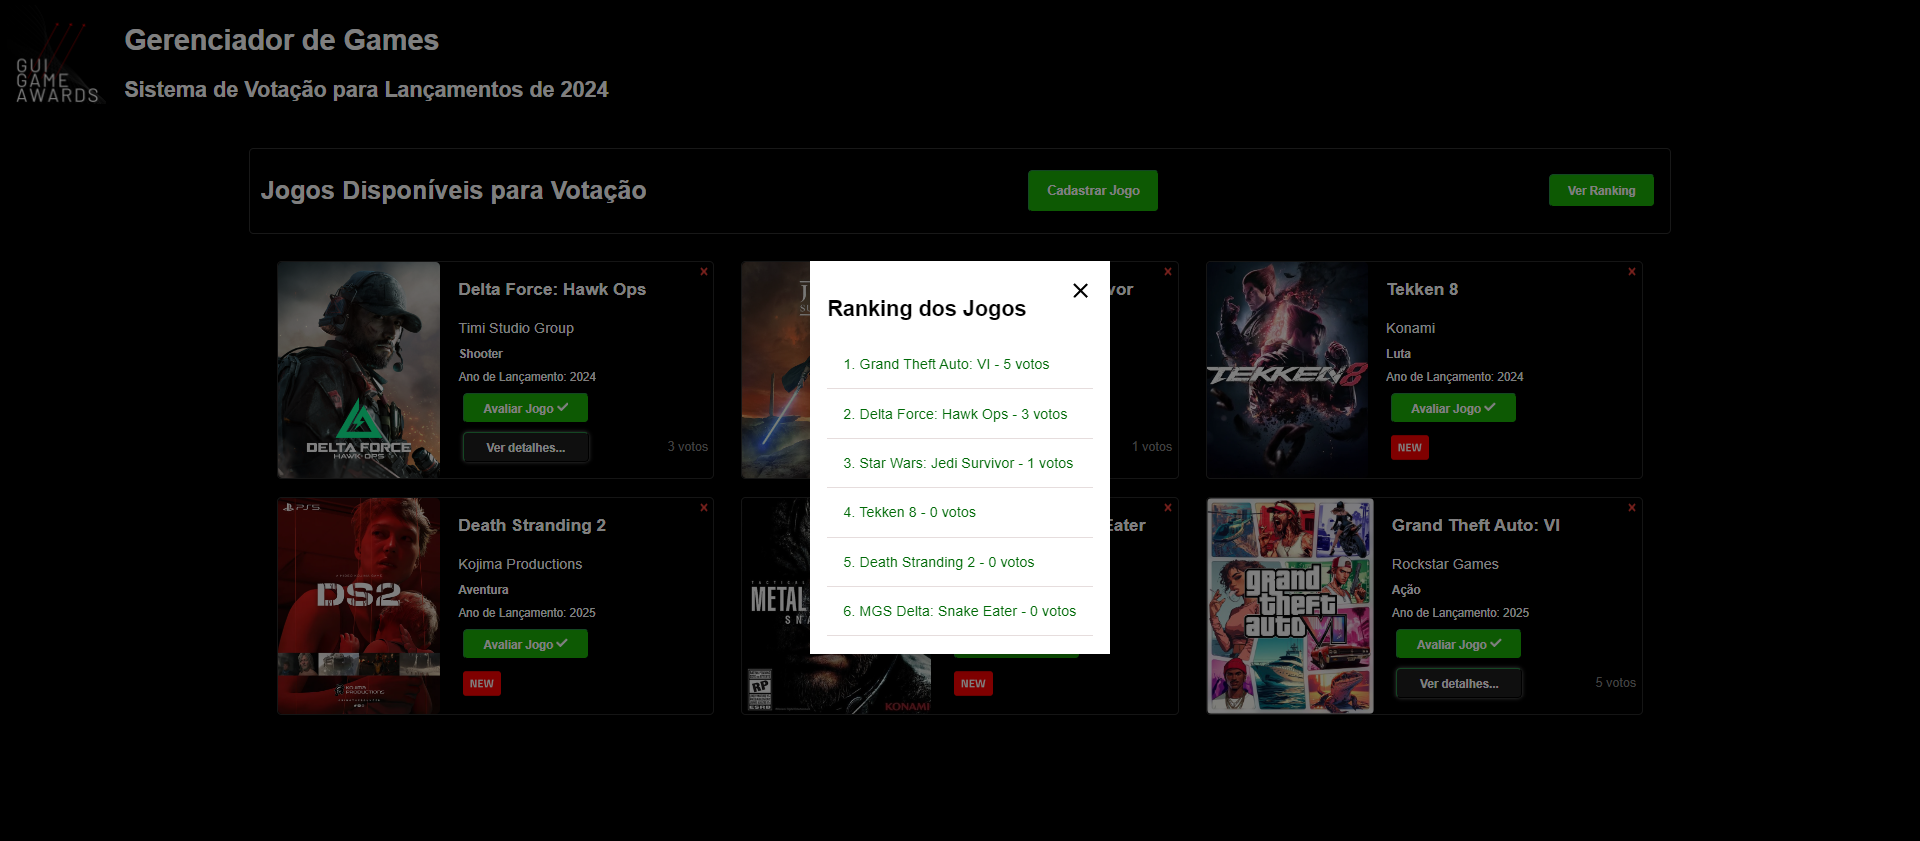 GUI
GAME
AWARDS
Gerenciador de Games
Sistema de Votação para Lançamentos de 2024
Jogos Disponíveis para Votação
Cadastrar Jogo
Ver Ranking
DELTA FORCE
HAWK OPS
Delta Force: Hawk Ops
Timi Studio Group
Shooter
Ano de Lançamento: 2024
Avaliar Jogo
Ver detalhes...
3 votos
vor
1 votos
Ranking dos Jogos
1. Grand Theft Auto: VI - 5 votos
2. Delta Force: Hawk Ops - 3 votos
3. Star Wars: Jedi Survivor - 1 votos
4. Tekken 8 - 0 votos
5. Death Stranding 2 - 0 votos
6. MGS Delta: Snake Eater - 0 votos
TEKKEN 8
Tekken 8
Konami
Luta
Ano de Lançamento: 2024
Avaliar Jogo
NEW
PS5
DS2
KOJIMA
PRODUCTIONS
Death Stranding 2
Kojima Productions
Aventura
Ano de Lançamento: 2025
Avaliar Jogo
NEW
METAL
SNA
RP
ESRB
KONAMI
Eater
NEW
grand
theft
auto VI
Grand Theft Auto: VI
Rockstar Games
Ação
Ano de Lançamento: 2025
Avaliar Jogo
Ver detalhes...
5 votos